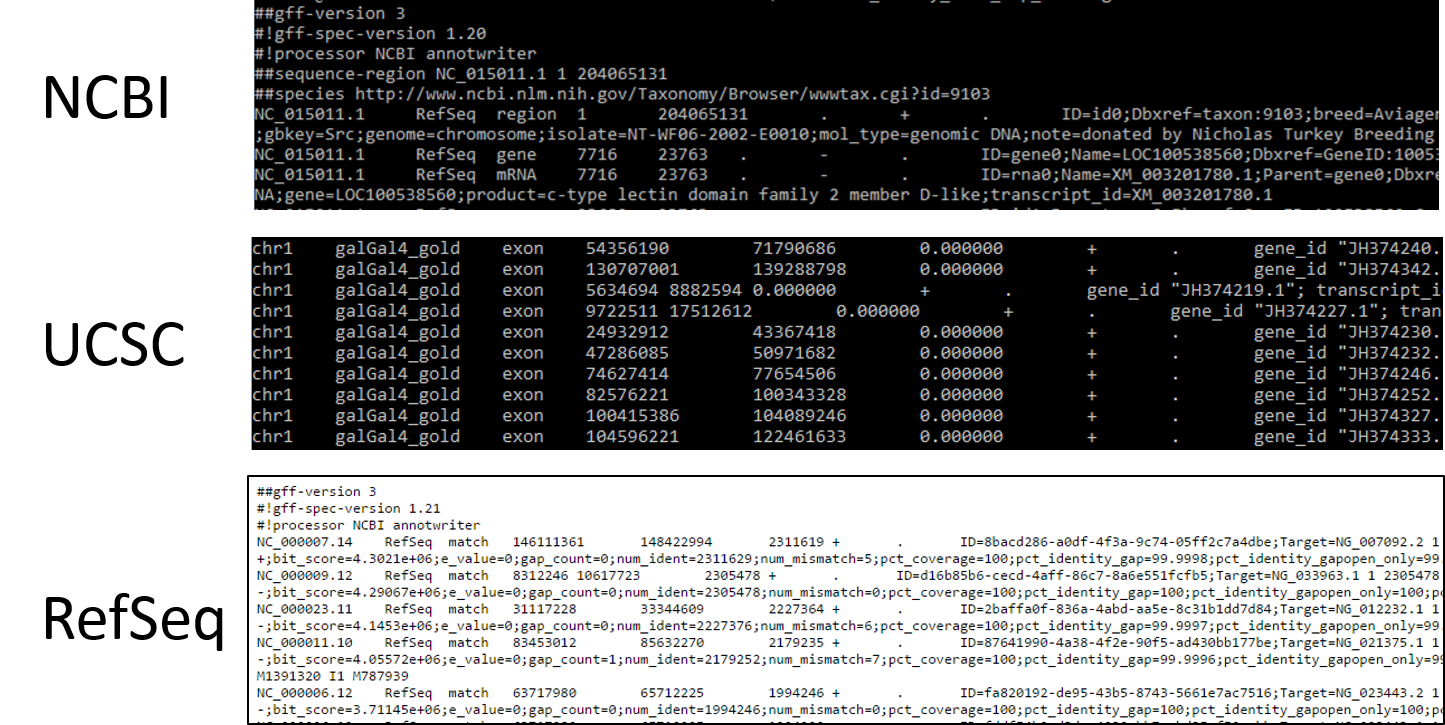 NCBI
##gff-version 3
#!gff-spec-version 1.20
#!processor NCBI annotwriter
##sequence-region NC_015011.1 1 204065131
##species http://www.ncbi.nlm.nih.gov/Taxonomy/Browser/wwwtax.cgi?id=9103
NC_015011.1 RefSeq region 1 204065131 . + . ID=id0;Dbxref=taxon:9103;breed=Aviagen
;gbkey=Src;genome=chromosome;isolate=NT-WF06-2002-E0010;mol_type=genomic DNA;note=donated by Nicholas Turkey Breeding
NC_015011.1 RefSeq gene 7716 23763 . - . ID=gene0;Name=LOC100538560;Dbxref=GeneID:1005
NC_015011.1 RefSeq mRNA 7716 23763 . - . ID=rna0;Name=XM_003201780.1;Parent=gene0;Dbxre
NA;gene=LOC100538560;product=c-type lectin domain family 2 member D-like;transcript_id=XM_003201780.1
UCSC
chr1 galGal4_gold exon 54356190 71790686 0.000000 + . gene_id "JH374240.
chr1 galGal4_gold exon 130707001 139288798 0.000000 + . gene_id "JH374342.
chr1 galGal4_gold exon 5634694 8882594 0.000000 + . gene_id "JH374219.1"; transcript_i
chr1 galGal4_gold exon 9722511 17512612 0.000000 + . gene_id "JH374227.1"; tran
chr1 galGal4_gold exon 24932912 43367418 0.000000 + . gene_id "JH374230.
chr1 galGal4_gold exon 47286085 50971682 0.000000 + . gene_id "JH374232.
chr1 galGal4_gold exon 74627414 77654506 0.000000 + . gene_id "JH374246.
chr1 galGal4_gold exon 82576221 100343328 0.000000 + . gene_id "JH374252.
chr1 galGal4_gold exon 100415386 104089246 0.000000 + . gene_id "JH374327.
chr1 galGal4_gold exon 104596221 122461633 0.000000 + . gene_id "JH374333.
RefSeq
##gff-version 3
#!gff-spec-version 1.21
#!processor NCBI annotwriter
NC_000007.14 RefSeq match 146111361 148422994 2311619 + . ID=8bacd286-a0df-4f3a-9c74-05ff2c7a4dbe;Target=NG_007092.2 1
+;bit_score=4.3021e+06;e_value=0;gap_count=0;num_ident=2311629;num_mismatch=5;pct_coverage=100;pct_identity_gap=99.9998;pct_identity_gapopen_only=99.
NC_000009.12 RefSeq match 8312246 10617723 2305478 + . ID=d16b85b6-cecd-4aff-86c7-8a6e551fcfb5;Target=NG_033963.1 1 2305478
-;bit_score=4.29067e+06;e_value=0;gap_count=0;num_ident=2305478;num_mismatch=0;pct_coverage=100;pct_identity_gap=100;pct_identity_gapopen_only=100;p
NC_000023.11 RefSeq match 31117228 33344609 2227364 + . ID=2baffa0f-836a-4abd-aa5e-8c31b1dd7d84;Target=NG_012232.1 1
-;bit_score=4.1453e+06;e_value=0;gap_count=0;num_ident=2227376;num_mismatch=6;pct_coverage=100;pct_identity_gap=99.9997;pct_identity_gapopen_only=99.
NC_000011.10 RefSeq match 83453012 85632270 2179235 + . ID=87641990-4a38-4f2e-90f5-ad430bb177be;Target=NG_021375.1 1
-;bit_score=4.05572e+06;e_value=0;gap_count=1;num_ident=2179252;num_mismatch=7;pct_coverage=100;pct_identity_gap=99.9996;pct_identity_gapopen_only=99
M1391320 I1 M787939
NC_000006.12 RefSeq match 63717980 65712225 1994246 + . ID=fa820192-de95-43b5-8743-5661e7ac7516;Target=NG_023443.2 1
-;bit_score=3.71145e+06;e_value=0;gap_count=0;num_ident=1994246;num_mismatch=0;pct_coverage=100;pct_identity_gap=100;pct_identity_gapopen_only=100;p